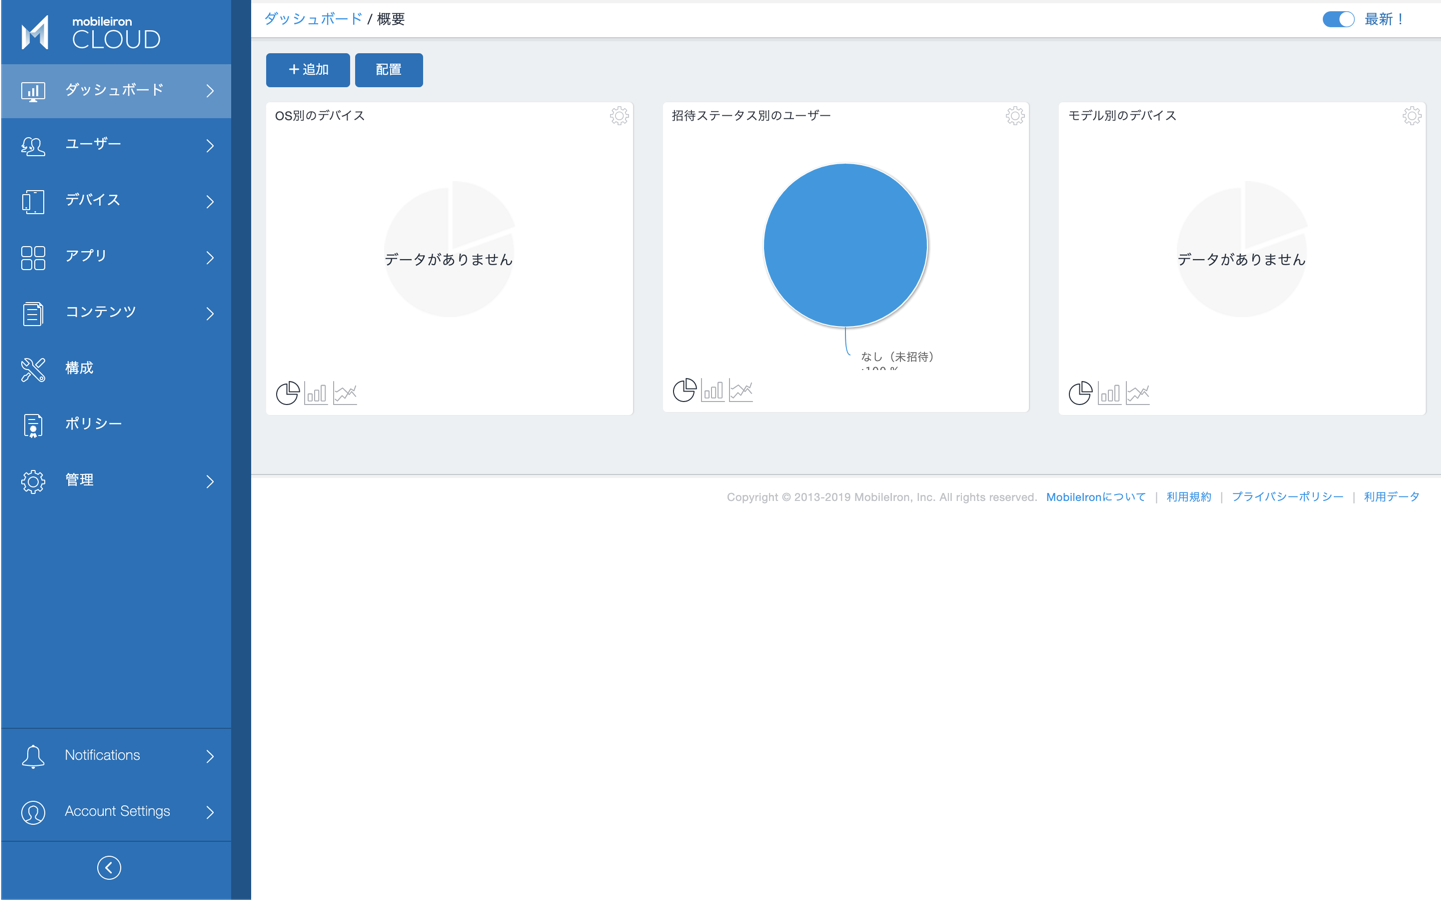 mobileiron
CLOUD
ダッシュボード
ユーザー
デバイス
アプリ
コンテンツ
構成
ポリシー
管理
Notifications
Account Settings
ダッシュボード / 概要
最新！
＋追加
配置
OS別のデバイス
データがありません
招待ステータス別のユーザー
なし（未招待）
:100 %
モデル別のデバイス
データがありません
Copyright © 2013-2019 MobileIron, Inc. All rights reserved. MobileIronについて | 利用規約 | プライバシーポリシー | 利用データ